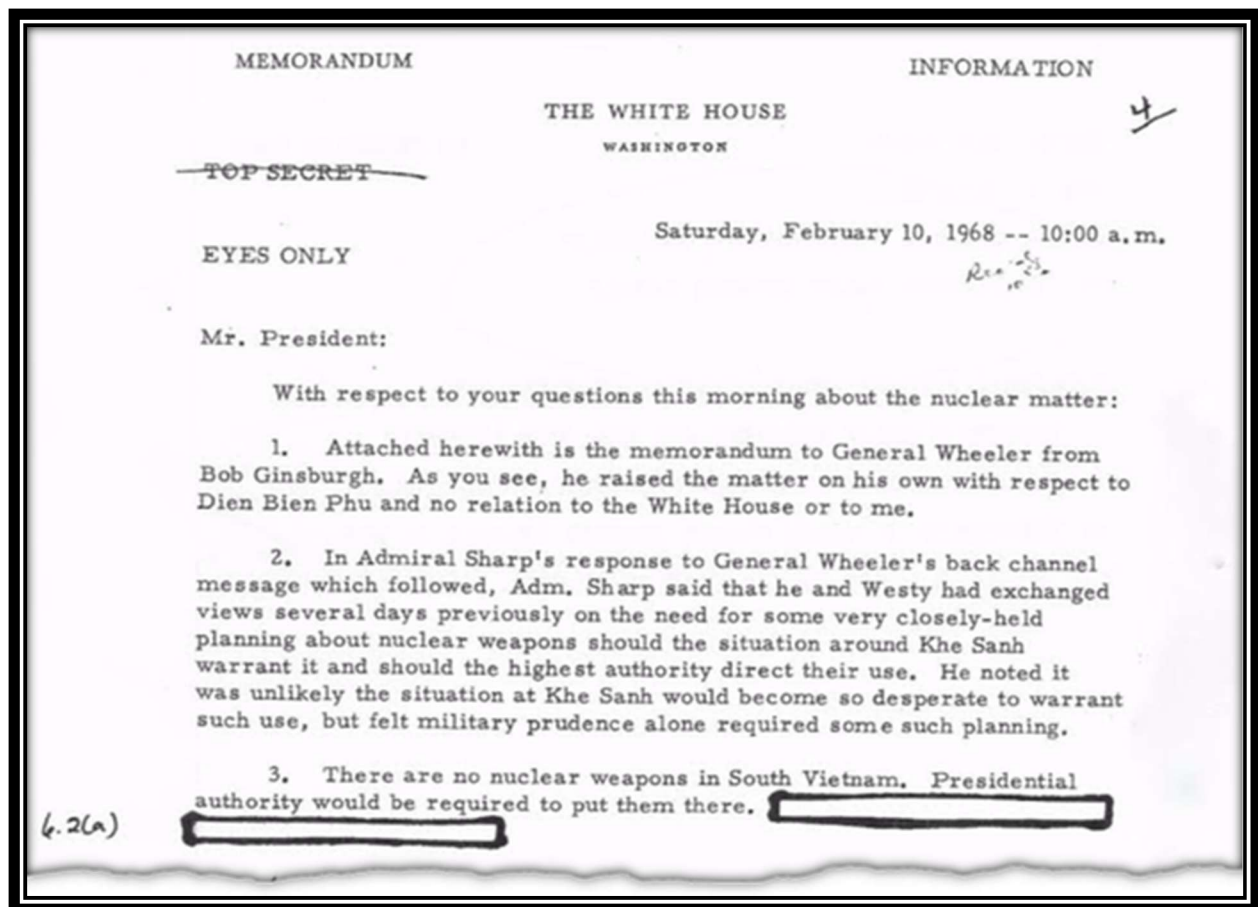 MEMORANDUM
INFORMATION
4
THE WHITE HOUSE
WASHINGTON
TOP SECRET
Saturday, February 10, 1968 -- 10:00 a.m.
EYES ONLY
Mr. President:
With respect to your questions this morning about the nuclear matter:
1. Attached herewith is the memorandum to General Wheeler from
Bob Ginsburgh. As you see, he raised the matter on his own with respect to
Dien Bien Phu and no relation to the White House or to me.
2. In Admiral Sharp's response to General Wheeler's back channel
message which followed, Adm. Sharp said that he and Westy had exchanged
views several days previously on the need for some very closely-held
planning about nuclear weapons should the situation around Khe Sanh
warrant it and should the highest authority direct their use. He noted it
was unlikely the situation at Khe Sanh would become so desperate to warrant
such use, but felt military prudence alone required some such planning.
3. There are no nuclear weapons in South Vietnam. Presidential
authority would be required to put them there.
6.2(a)